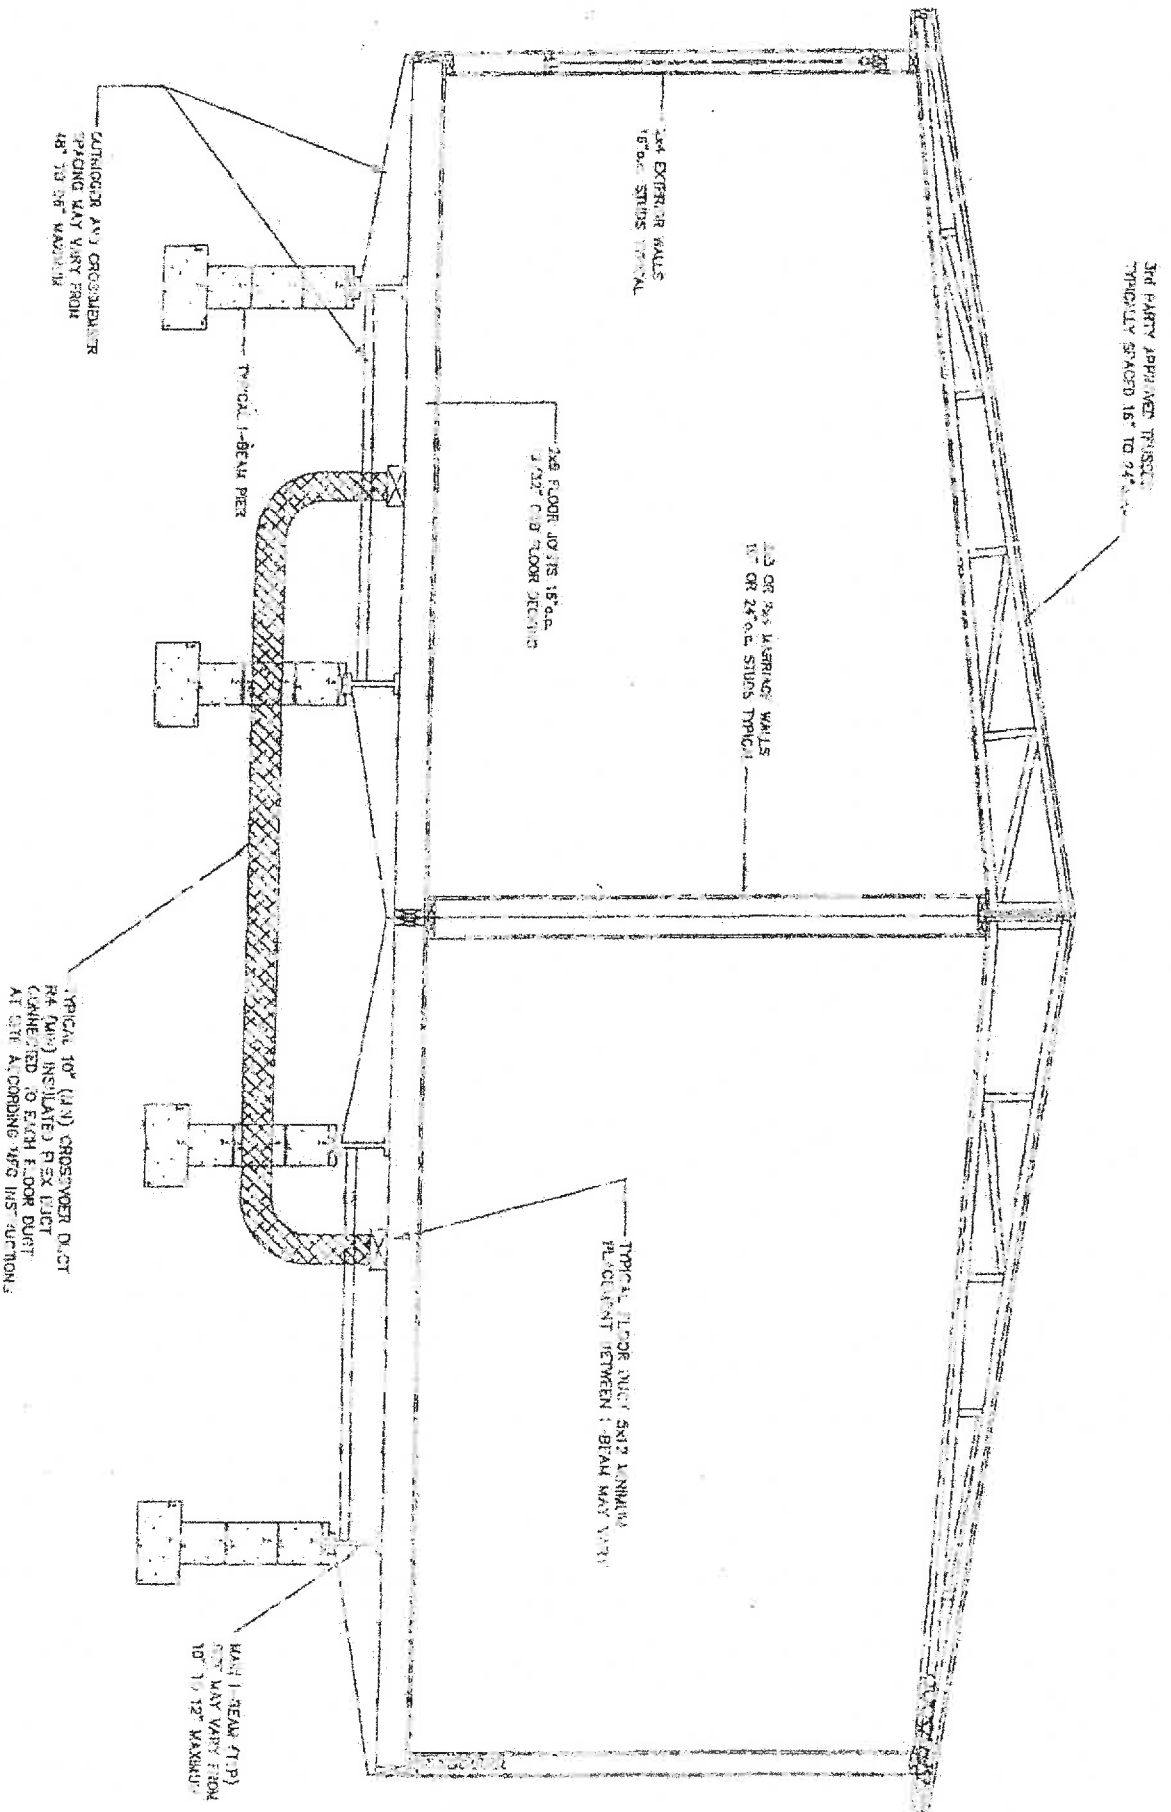 3rd PARTY APPROVED TRUSSES
TYPICALLY SPACED 16" TO 24"
2x4 EXTERIOR WALLS
16" o.c. STUDS TYPICAL
2x3 OR 2x4 MARRIAGE WALLS
16" OR 24" o.c. STUDS TYPICAL
FLOOR JOISTS 16" o.c.
FLOOR DECKING
OUTRIGGER AND CROSSMEMBER
SPACING MAY VARY FROM
48" TO 96" MAXIMUM
TYPICAL I-BEAM PIER
TYPICAL FLOOR DUCT 5x12 MINIMUM
PLACEMENT BETWEEN I-BEAM MAY VARY
TYPICAL 10" (MIN) CROSSOVER DUCT
R4 (MIN) INSULATED FLEX DUCT
CONNECTED TO EACH FLOOR DUCT
AT SITE ACCORDING MFG INSTRUCTIONS
MAIN I-BEAM (TYP)
MAY VARY FROM
10" TO 12" MAXIMUM